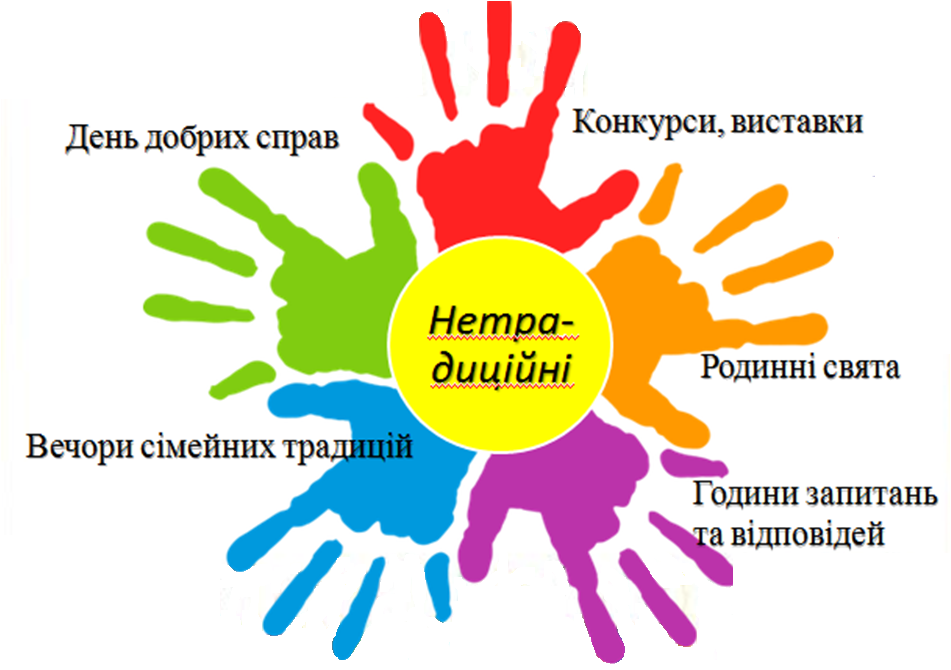 Конкурси, виставки
День добрих справ
Нетра-
диційні
Родинні свята
Вечори сімейних традицій
Години запитань
та відповідей